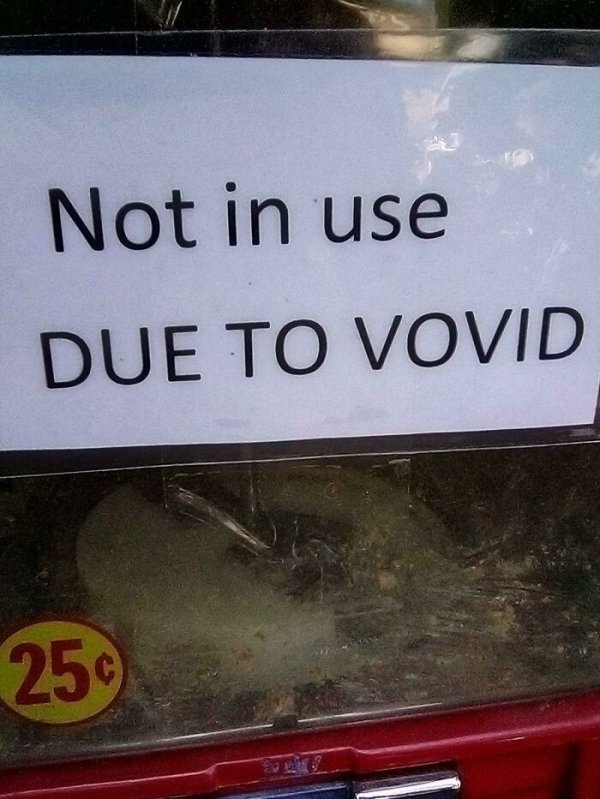 Not in use
DUE TO VOVID
25¢